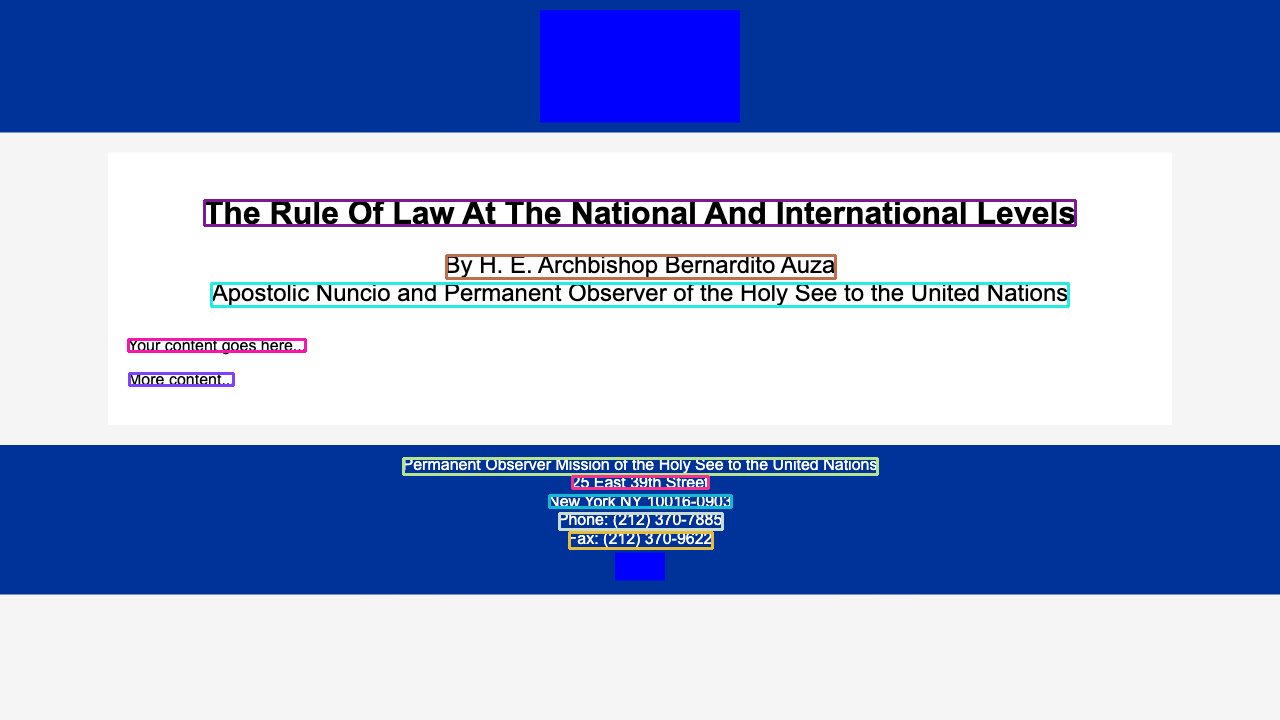 The Rule Of Law At The National And International Levels
By H. E. Archbishop Bernardito Auza
Apostolic Nuncio and Permanent Observer of the Holy See to the United Nations
Your content goes here...
More content...
Permanent Observer Mission of the Holy See to the United Nations
25 East 39th Street
New York NY 10016-0903
Phone: (212) 370-7885
Fax: (212) 370-9622